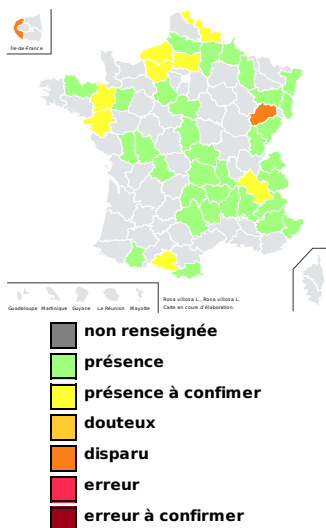 Île-de-France
Guadeloupe Martinique Guyane La Réunion Mayotte
Rosa villosa L., Rosa villosa L.
Carte en cours d'élaboration.
non renseignée
présence
présence à confimer
douteux
disparu
erreur
erreur à confirmer